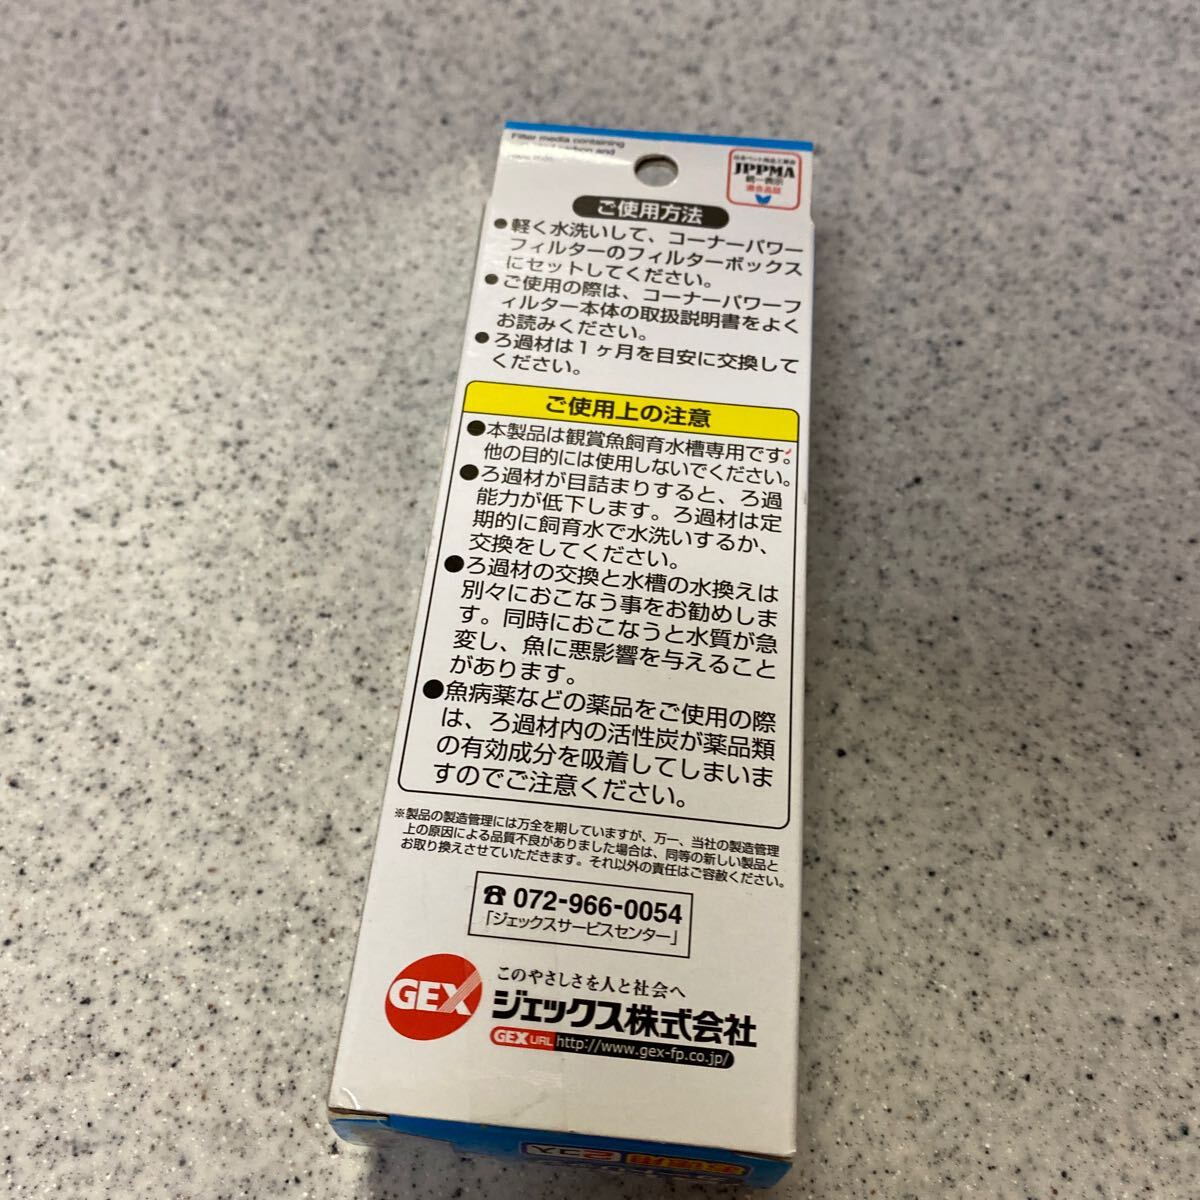 Filter media containing
JPPMA
統一表示
適合品証
ご使用方法
●軽く水洗いして、コーナーパワー
フィルターのフィルターボックス
にセットしてください。
●ご使用の際は、コーナーパワーフ
ィルター本体の取扱説明書をよく
お読みください。
●ろ過材は1ヶ月を目安に交換して
ください。
ご使用上の注意
●本製品は観賞魚飼育水槽専用です。
他の目的には使用しないでください。
●ろ過材が目詰まりすると、ろ過
能力が低下します。ろ過材は定
期的に飼育水で水洗いするか、
交換をしてください。
●ろ過材の交換と水槽の水換えは
別々におこなう事をお勧めしま
す。同時におこなうと水質が急
変し、魚に悪影響を与えること
があります。
●魚病薬などの薬品をご使用の際
は、ろ過材内の活性炭が薬品類
の有効成分を吸着してしまいま
すのでご注意ください。
※製品の製造管理には万全を期していますが、万一、当社の製造管理
上の原因による品質不良がありました場合は、同等の新しい製品と
お取り換えさせていただきます。それ以外の責任はご容赦ください。
☎ 072-966-0054
「ジェックスサービスセンター」
GEX
このやさしさを人と社会へ
ジェックス株式会社
GEX URL http://www.gex-fp.co.jp/
お徳用 2コ入